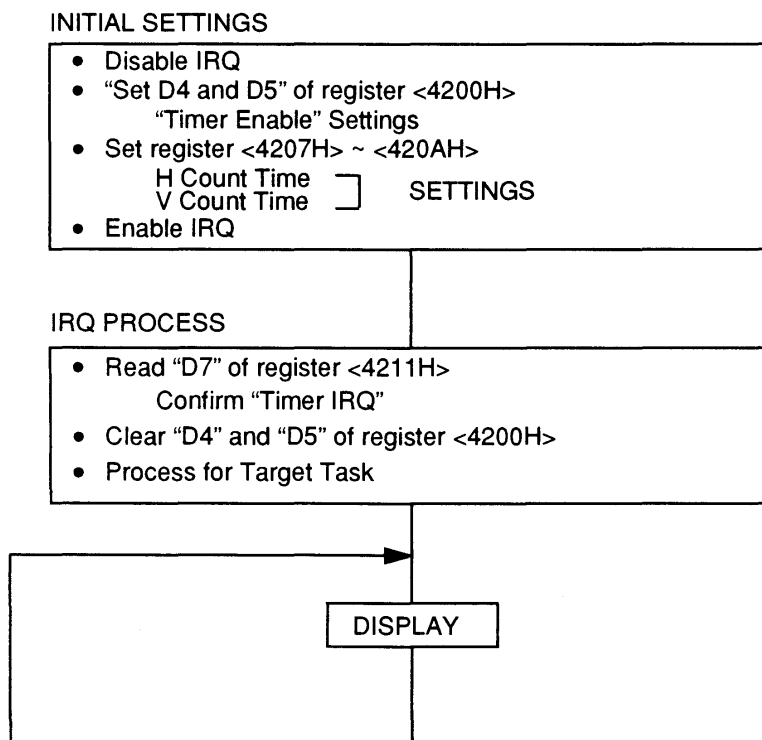 INITIAL SETTINGS
• Disable IRQ
• “Set D4 and D5” of register <4200H>
“Timer Enable” Settings
• Set register <4207H> ~ <420AH>
H Count Time
V Count Time
SETTINGS
• Enable IRQ
IRQ PROCESS
• Read “D7” of register <4211H>
Confirm “Timer IRQ”
• Clear “D4” and “D5” of register <4200H>
• Process for Target Task
DISPLAY